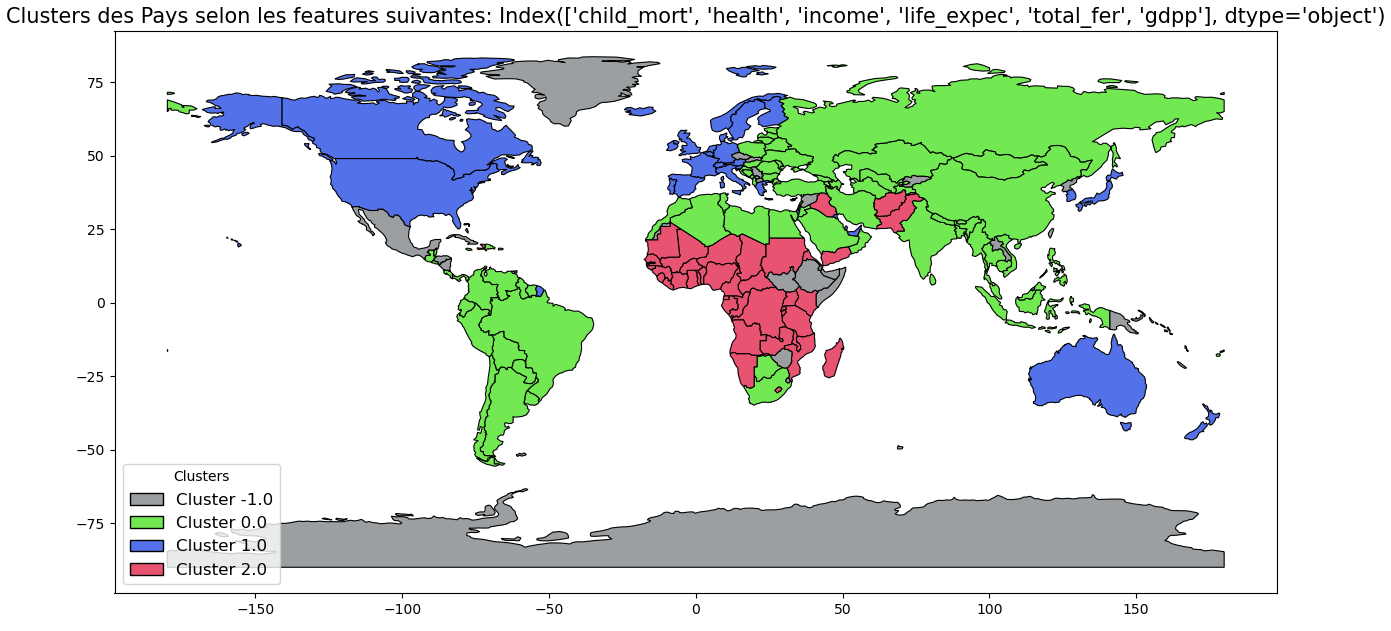 Clusters des Pays selon les features suivantes: Index(['child_mort', 'health', 'income', 'life_expec', 'total_fer', 'gdpp'], dtype='object')
75
50
25
0
−25
−50
−75
Clusters
Cluster -1.0
Cluster 0.0
Cluster 1.0
Cluster 2.0
−150 −100 −50 0 50 100 150